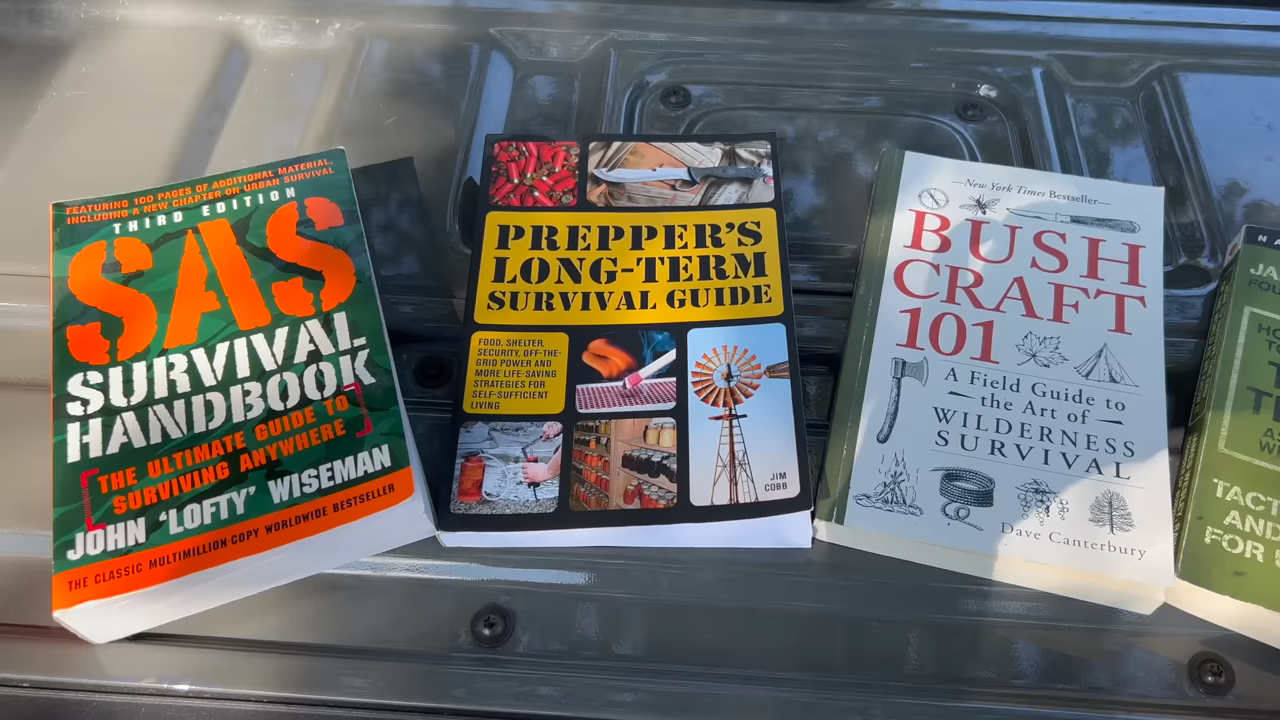 FEATURING 100 PAGES OF ADDITIONAL MATERIAL,
INCLUDING A NEW CHAPTER ON URBAN SURVIVAL
THIRD EDITION
SAS
SURVIVAL
HANDBOOK
THE ULTIMATE GUIDE TO
SURVIVING ANYWHERE
JOHN ‘LOFTY’ WISEMAN
THE CLASSIC MULTIMILLION-COPY WORLDWIDE BESTSELLER
PREPPER'S
LONG-TERM
SURVIVAL GUIDE
FOOD, SHELTER,
SECURITY, OFF-THE-
GRID POWER AND
MORE LIFE-SAVING
STRATEGIES FOR
SELF-SUFFICIENT
LIVING
JIM
COBB
—New York Times Bestseller—
BUSH
CRAFT
101
A Field Guide to
the Art of
WILDERNESS
SURVIVAL
Dave Canterbury
TACT
AND
FOR